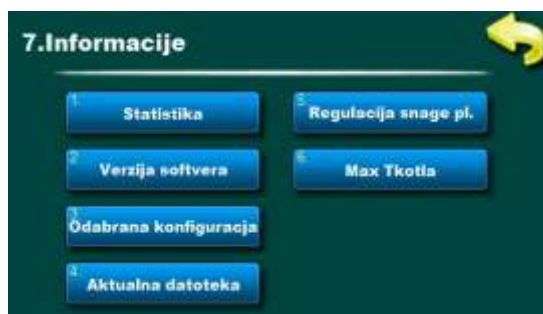 7.Informacije
1.
Statistika
2.
Verzija softvera
3.
Odabrana konfiguracja
4.
Aktualna datoteka
5.
Regulacija snage pl.
6.
Max Tkotla